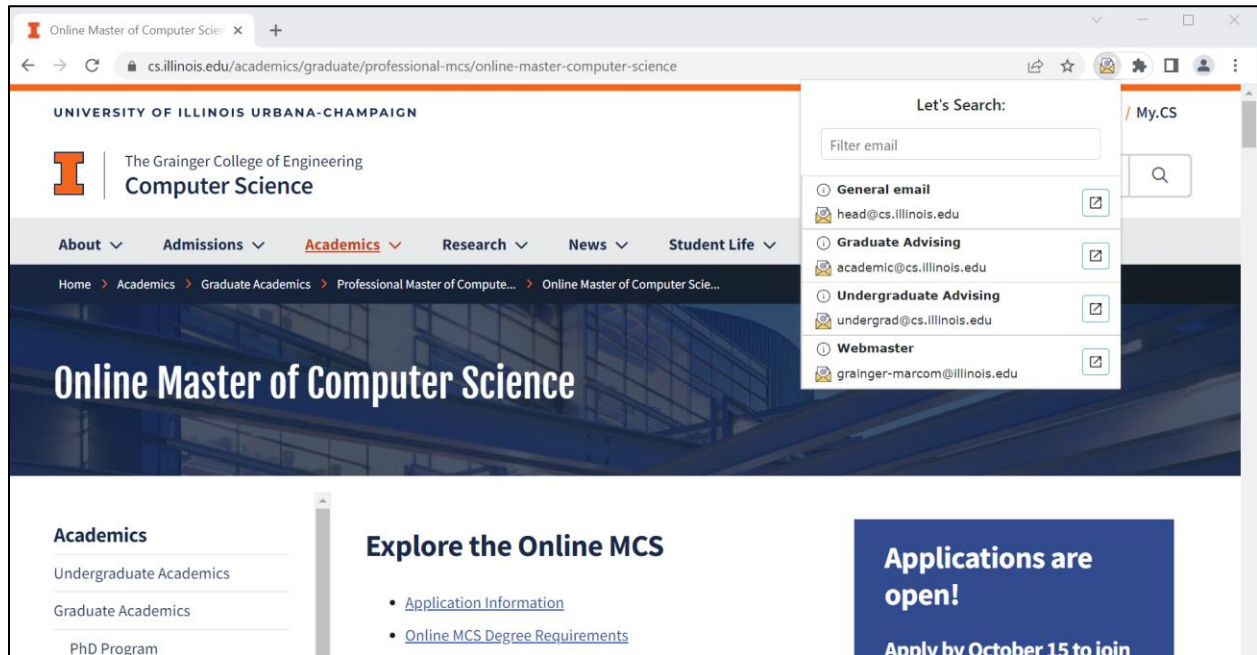 Online Master of Computer Scie
cs.illinois.edu/academics/graduate/professional-mcs/online-master-computer-science
UNIVERSITY OF ILLINOIS URBANA-CHAMPAIGN
/ My.CS
The Grainger College of Engineering
Computer Science
About Admissions Academics Research News Student Life
Home > Academics > Graduate Academics > Professional Master of Compute... > Online Master of Computer Scie...
Let's Search:
Filter email
General email
head@cs.illinois.edu
Graduate Advising
academic@cs.illinois.edu
Undergraduate Advising
undergrad@cs.illinois.edu
Webmaster
grainger-marcom@illinois.edu
Online Master of Computer Science
Academics
Undergraduate Academics
Graduate Academics
PhD Program
Explore the Online MCS
• Application Information
• Online MCS Degree Requirements
Applications are
open!
Apply by October 15 to join